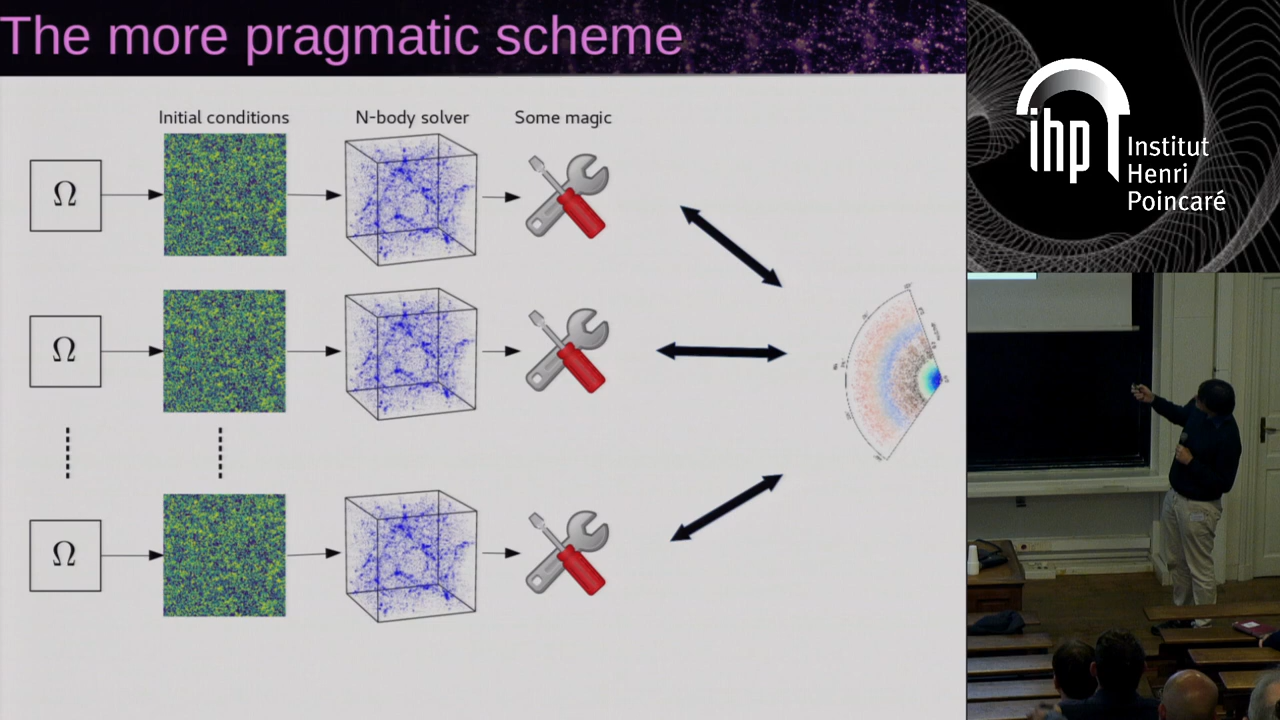 The more pragmatic scheme
Initial conditions
N-body solver
Some magic
Ω
Ω
Ω
ihp
Institut
Henri
Poincaré